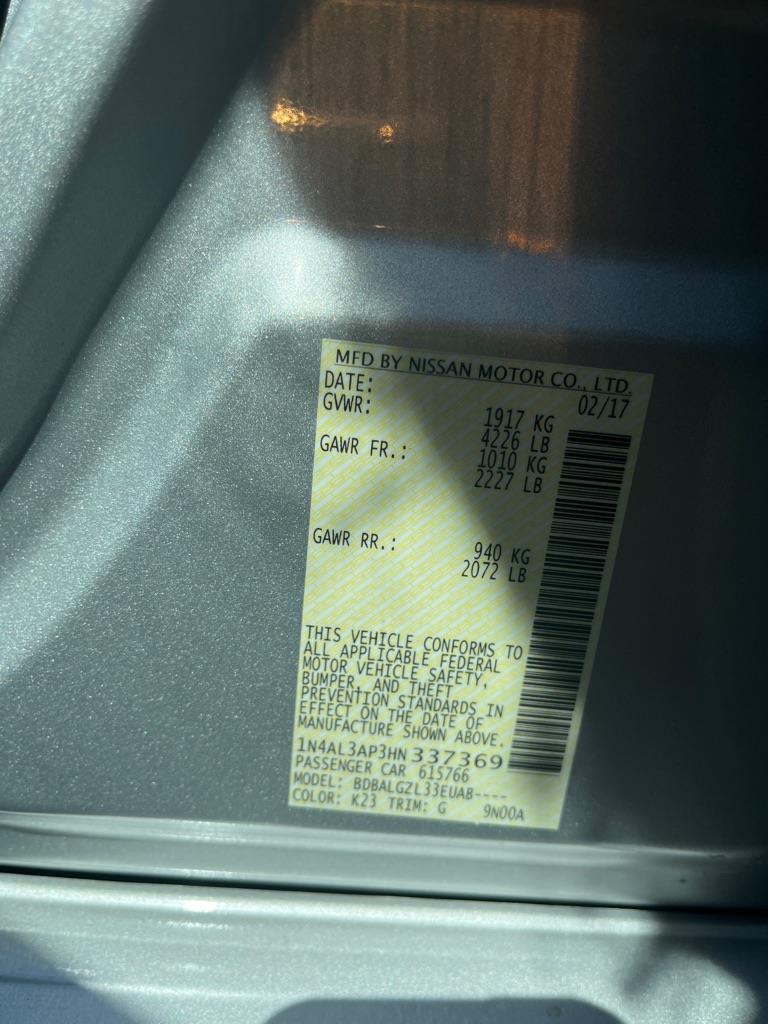 MFD BY NISSAN MOTOR CO., LTD.
DATE: 02/17
GVWR: 1917 KG
4226 LB
GAWR FR.: 1010 KG
2227 LB
GAWR RR.: 940 KG
2072 LB
THIS VEHICLE CONFORMS TO
ALL APPLICABLE FEDERAL
MOTOR VEHICLE SAFETY,
BUMPER, AND THEFT
PREVENTION STANDARDS IN
EFFECT ON THE DATE OF
MANUFACTURE SHOWN ABOVE.
1N4AL3AP3HN337369
PASSENGER CAR 615766
MODEL: BDBALGZL33EUAB----
COLOR: K23 TRIM: G 9N00A